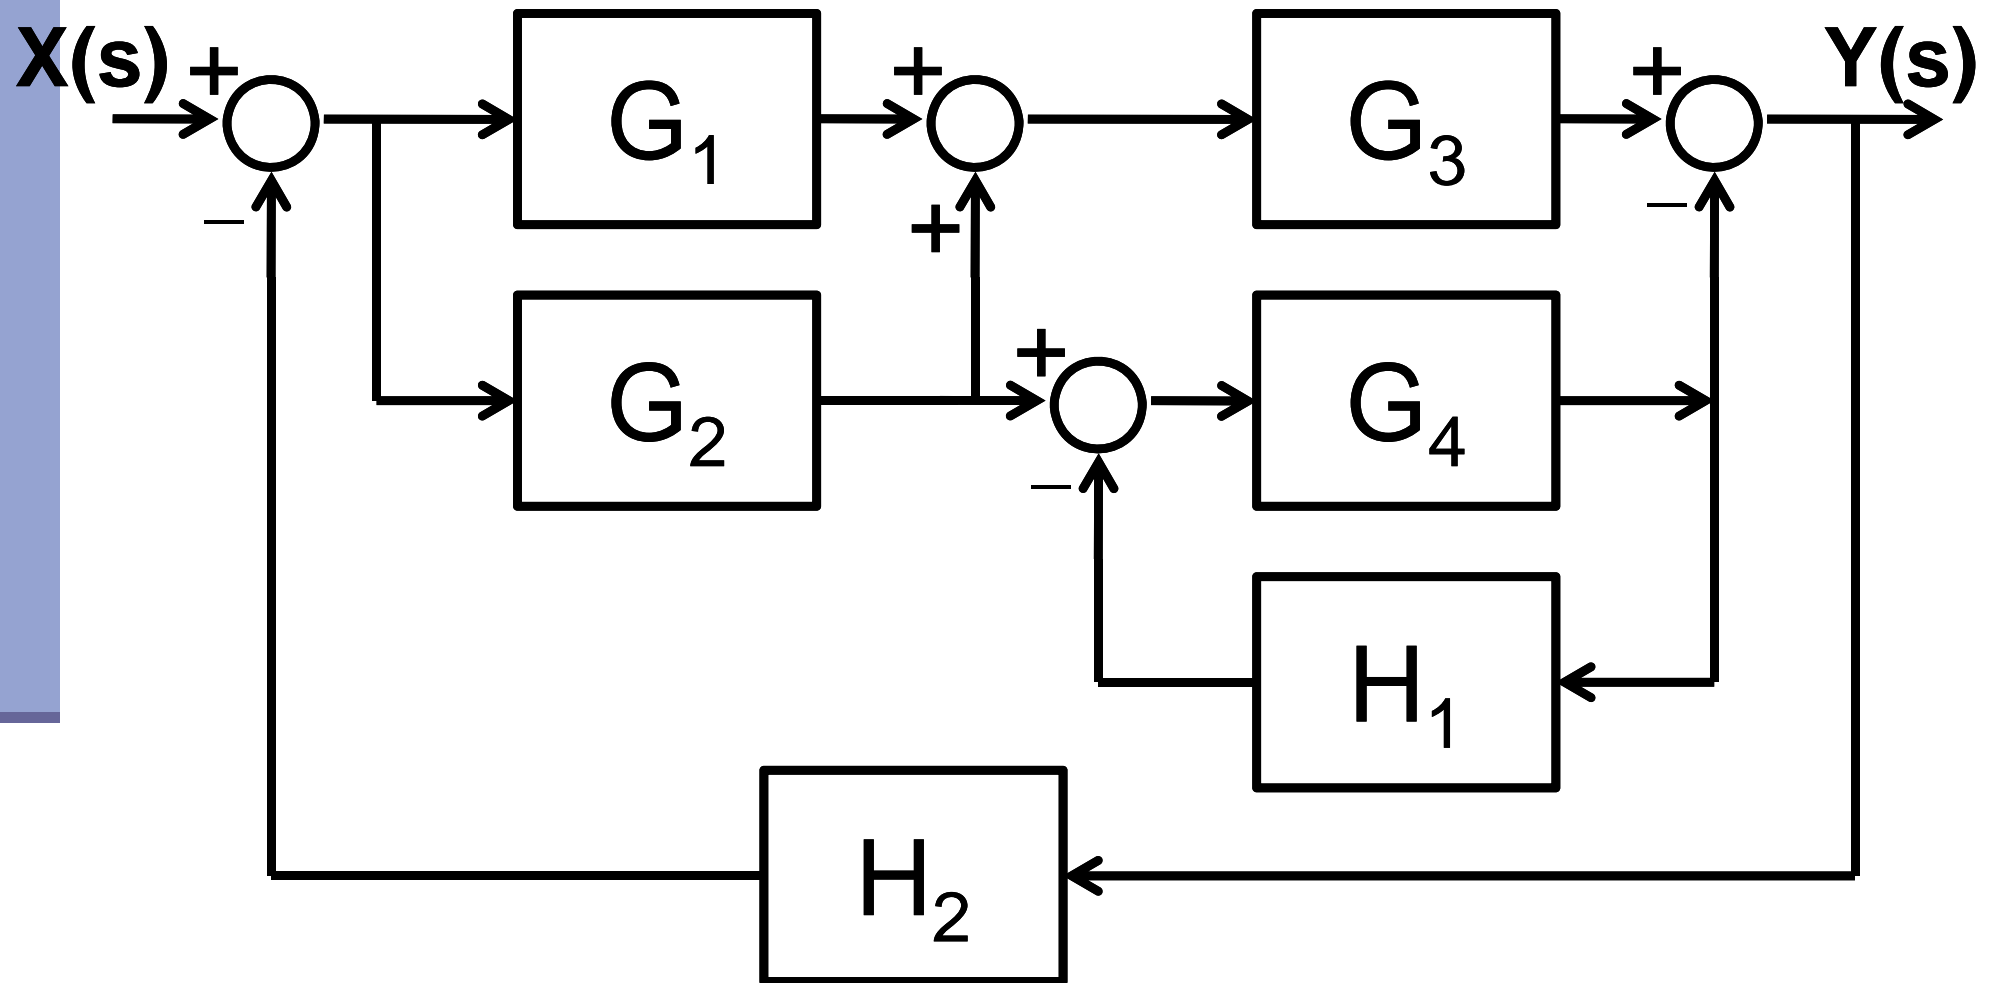 X(s) + G1 + G3 + Y(s)
– + –
G2 + G4
–
H1
H2